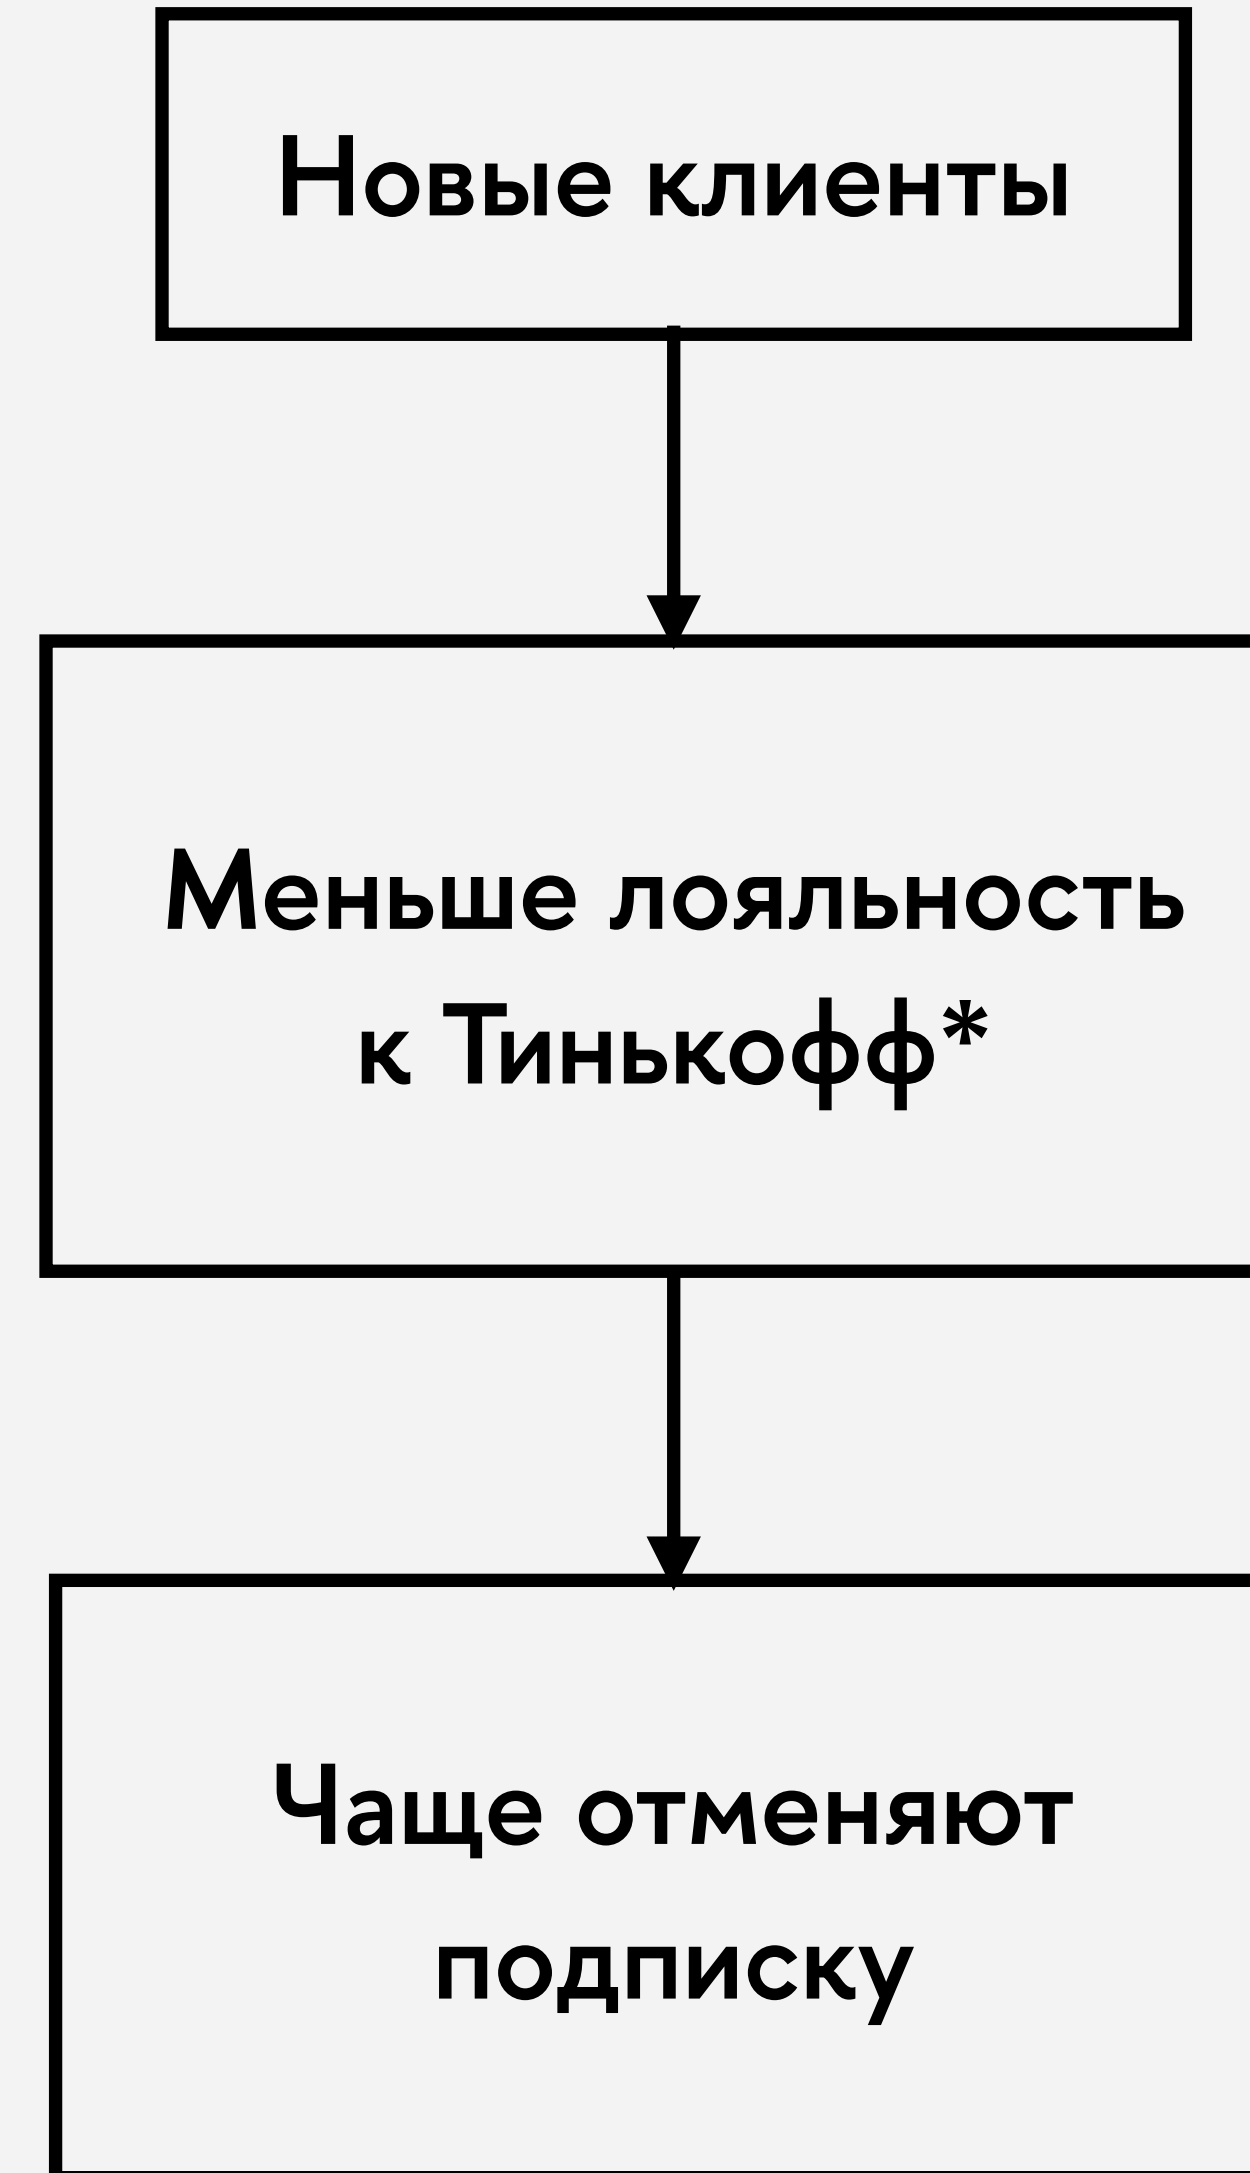 Новые клиенты
Меньше лояльность
к Тинькофф*
Чаще отменяют
подписку